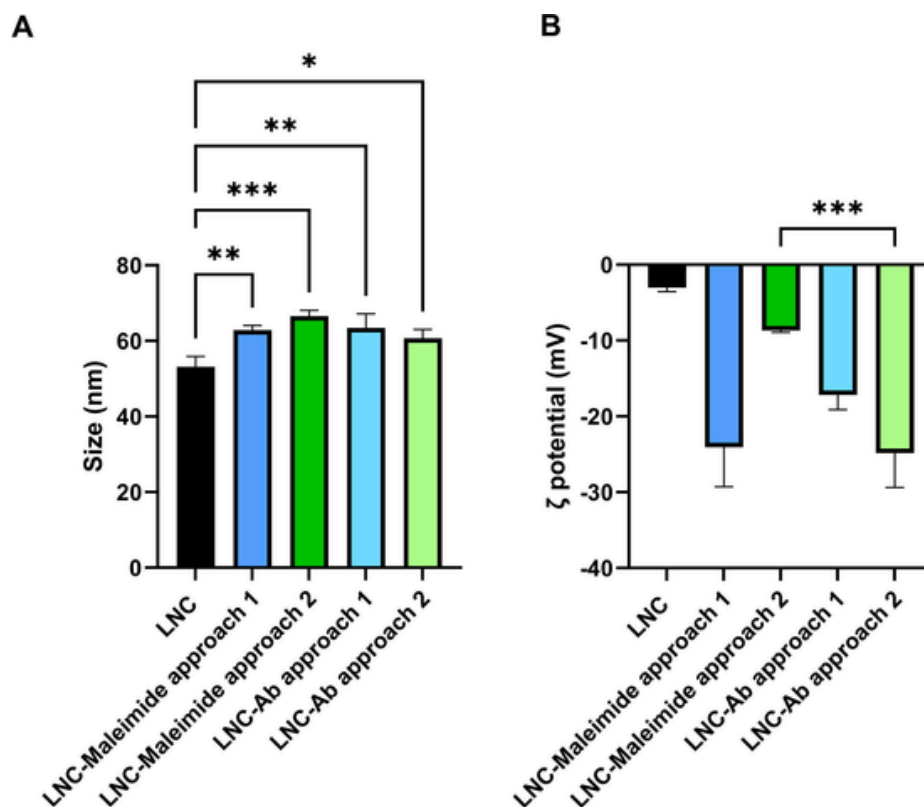 A
*
**
***
**
80
60
40
20
0
Size (nm)
LNC
LNC-Maleimide approach 1
LNC-Maleimide approach 2
LNC-Ab approach 1
LNC-Ab approach 2
B
***
0
-10
-20
-30
-40
ζ potential (mV)
LNC
LNC-Maleimide approach 1
LNC-Maleimide approach 2
LNC-Ab approach 1
LNC-Ab approach 2